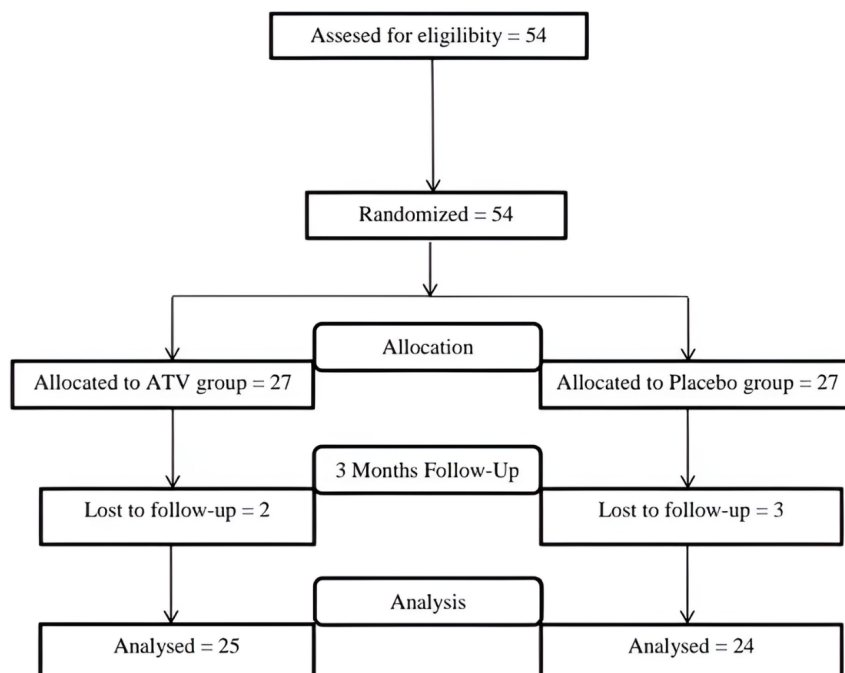 Assesed for eligilibity = 54
Randomized = 54
Allocation
Allocated to ATV group = 27
Allocated to Placebo group = 27
3 Months Follow-Up
Lost to follow-up = 2
Lost to follow-up = 3
Analysis
Analysed = 25
Analysed = 24